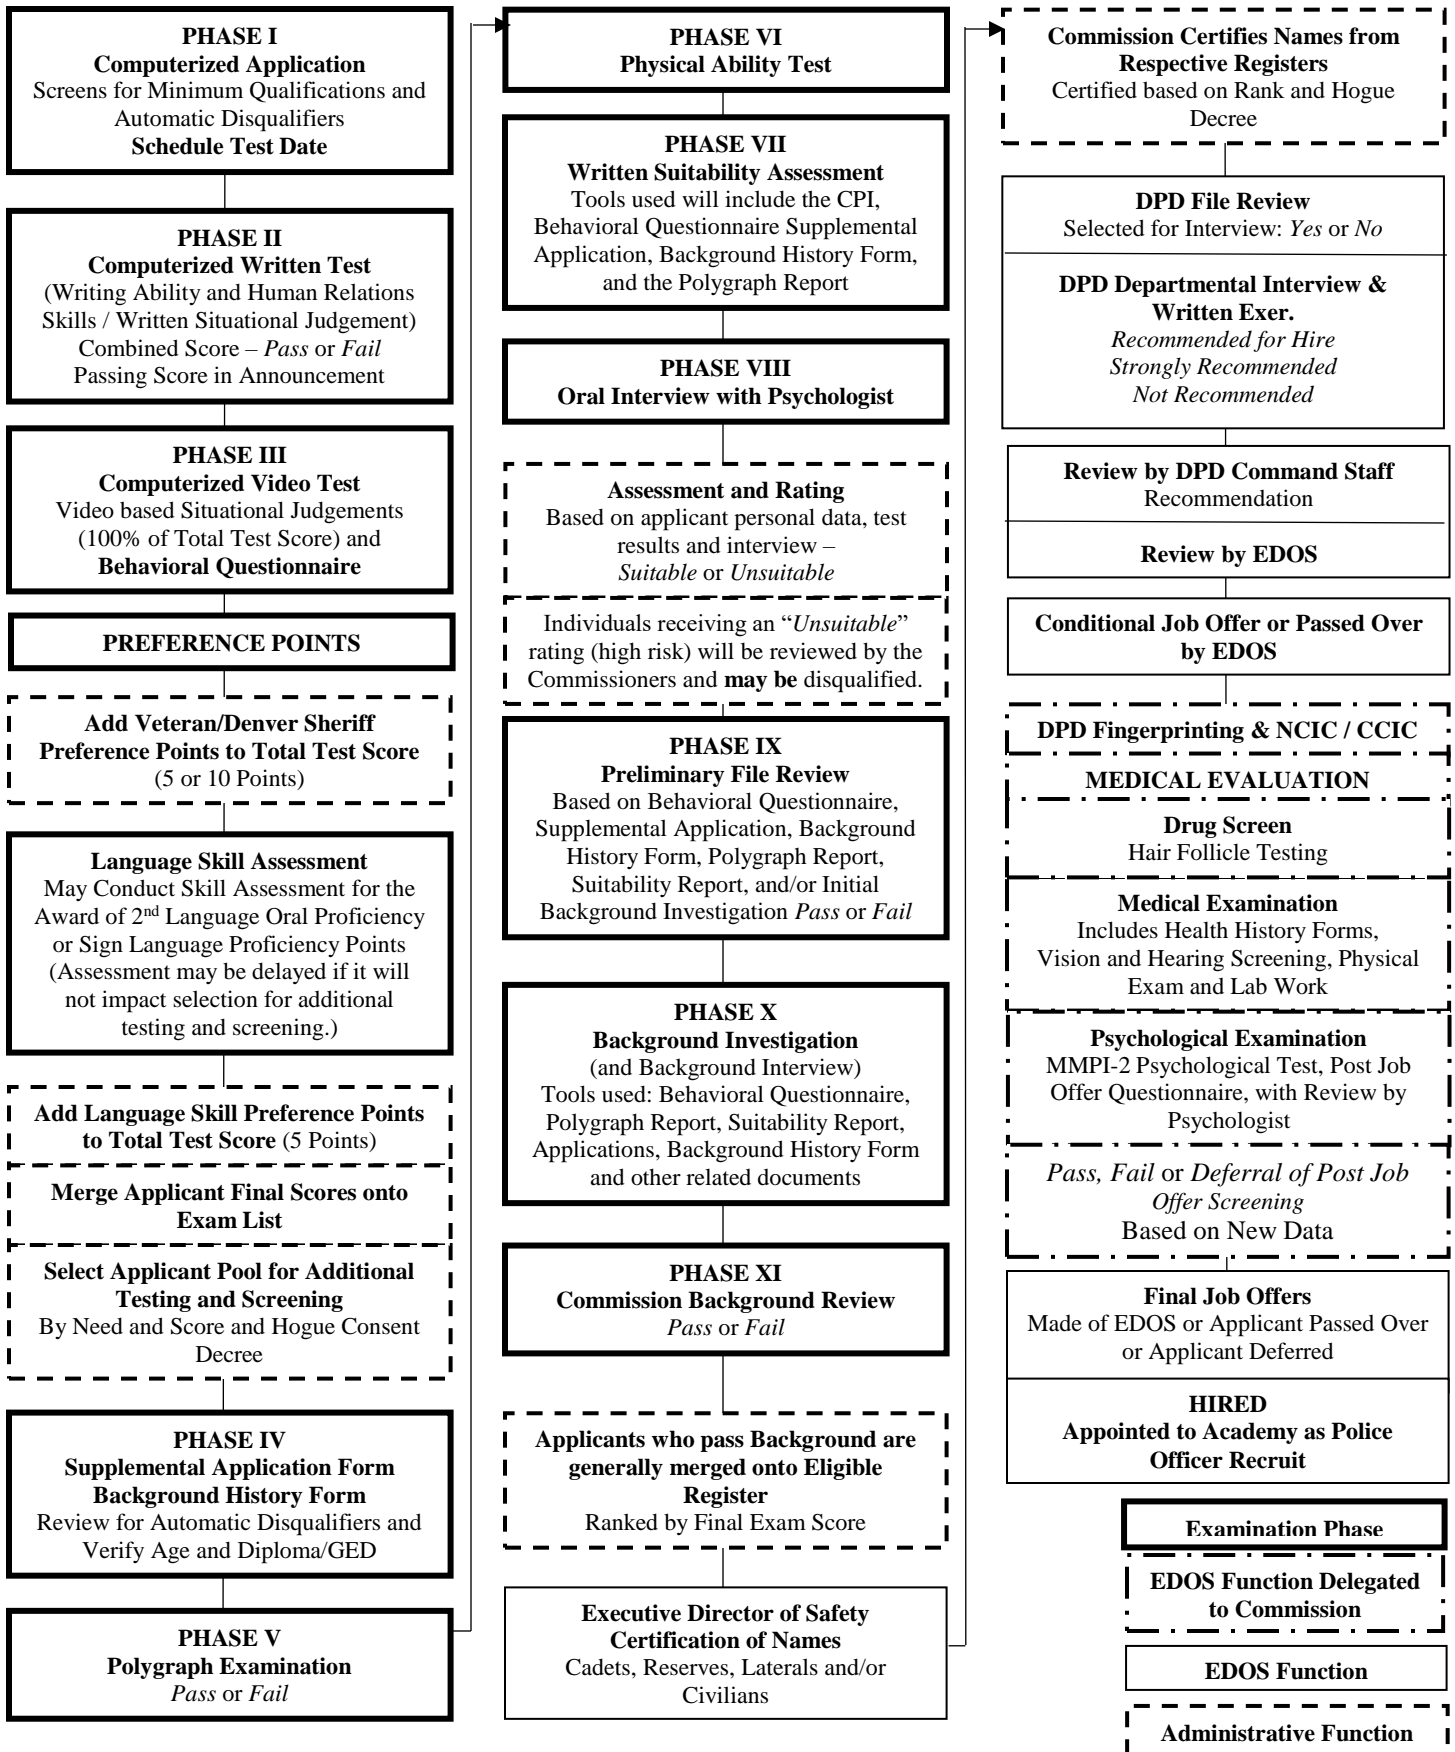 PHASE I
Computerized Application
Screens for Minimum Qualifications and
Automatic Disqualifiers
Schedule Test Date
PHASE II
Computerized Written Test
(Writing Ability and Human Relations
Skills / Written Situational Judgement)
Combined Score – Pass or Fail
Passing Score in Announcement
PHASE III
Computerized Video Test
Video based Situational Judgements
(100% of Total Test Score) and
Behavioral Questionnaire
PREFERENCE POINTS
Add Veteran/Denver Sheriff
Preference Points to Total Test Score
(5 or 10 Points)
Language Skill Assessment
May Conduct Skill Assessment for the
Award of 2nd Language Oral Proficiency
or Sign Language Proficiency Points
(Assessment may be delayed if it will
not impact selection for additional
testing and screening.)
Add Language Skill Preference Points
to Total Test Score (5 Points)
Merge Applicant Final Scores onto
Exam List
Select Applicant Pool for Additional
Testing and Screening
By Need and Score and Hogue Consent
Decree
PHASE IV
Supplemental Application Form
Background History Form
Review for Automatic Disqualifiers and
Verify Age and Diploma/GED
PHASE V
Polygraph Examination
Pass or Fail
PHASE VI
Physical Ability Test
PHASE VII
Written Suitability Assessment
Tools used will include the CPI,
Behavioral Questionnaire Supplemental
Application, Background History Form,
and the Polygraph Report
PHASE VIII
Oral Interview with Psychologist
Assessment and Rating
Based on applicant personal data, test
results and interview –
Suitable or Unsuitable
Individuals receiving an “Unsuitable”
rating (high risk) will be reviewed by the
Commissioners and may be disqualified.
PHASE IX
Preliminary File Review
Based on Behavioral Questionnaire,
Supplemental Application, Background
History Form, Polygraph Report,
Suitability Report, and/or Initial
Background Investigation Pass or Fail
PHASE X
Background Investigation
(and Background Interview)
Tools used: Behavioral Questionnaire,
Polygraph Report, Suitability Report,
Applications, Background History Form
and other related documents
PHASE XI
Commission Background Review
Pass or Fail
Applicants who pass Background are
generally merged onto Eligible
Register
Ranked by Final Exam Score
Executive Director of Safety
Certification of Names
Cadets, Reserves, Laterals and/or
Civilians
Commission Certifies Names from
Respective Registers
Certified based on Rank and Hogue
Decree
DPD File Review
Selected for Interview: Yes or No
DPD Departmental Interview &
Written Exer.
Recommended for Hire
Strongly Recommended
Not Recommended
Review by DPD Command Staff
Recommendation
Review by EDOS
Conditional Job Offer or Passed Over
by EDOS
DPD Fingerprinting & NCIC / CCIC
MEDICAL EVALUATION
Drug Screen
Hair Follicle Testing
Medical Examination
Includes Health History Forms,
Vision and Hearing Screening, Physical
Exam and Lab Work
Psychological Examination
MMPI-2 Psychological Test, Post Job
Offer Questionnaire, with Review by
Psychologist
Pass, Fail or Deferral of Post Job
Offer Screening
Based on New Data
Final Job Offers
Made of EDOS or Applicant Passed Over
or Applicant Deferred
HIRED
Appointed to Academy as Police
Officer Recruit
Examination Phase
EDOS Function Delegated
to Commission
EDOS Function
Administrative Function